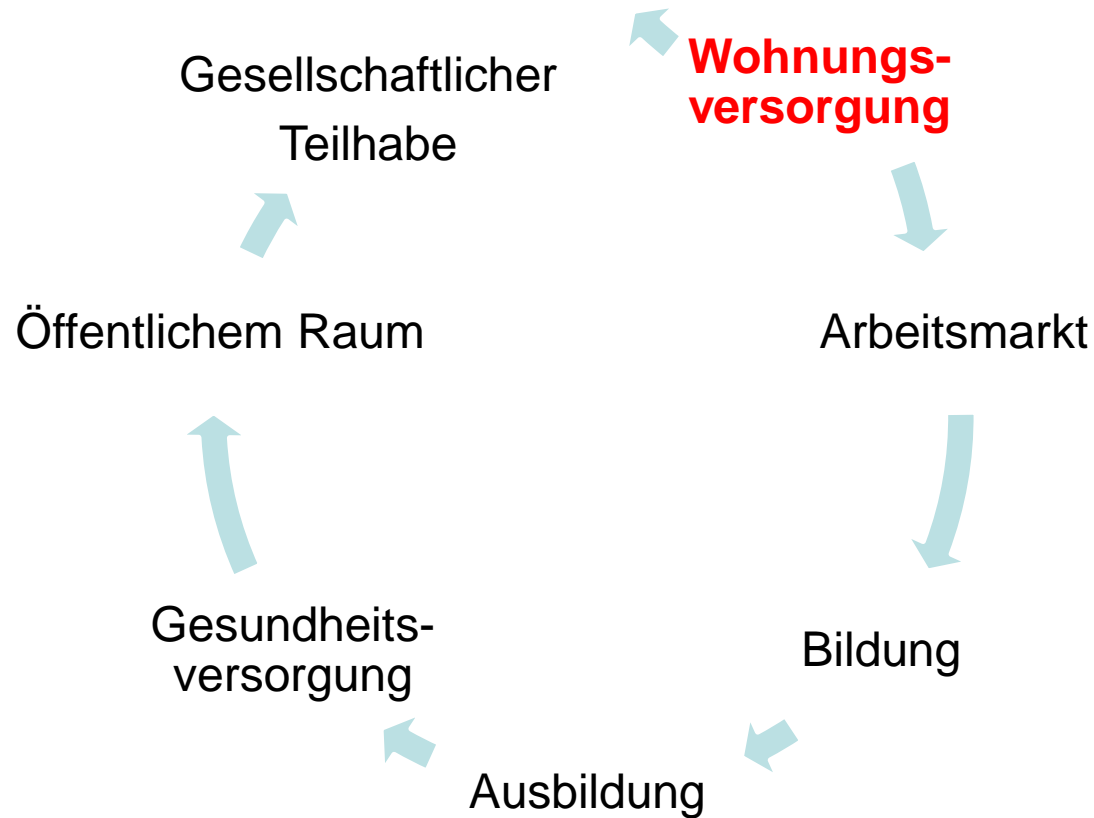 Wohnungs-
versorgung
Arbeitsmarkt
Bildung
Ausbildung
Gesundheits-
versorgung
Öffentlichem Raum
Gesellschaftlicher
Teilhabe